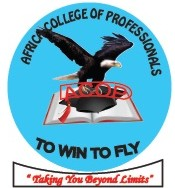 AFRICA COLLEGE OF PROFESSIONALS
ACOP
TO WIN TO FLY
"Taking You Beyond Limits"